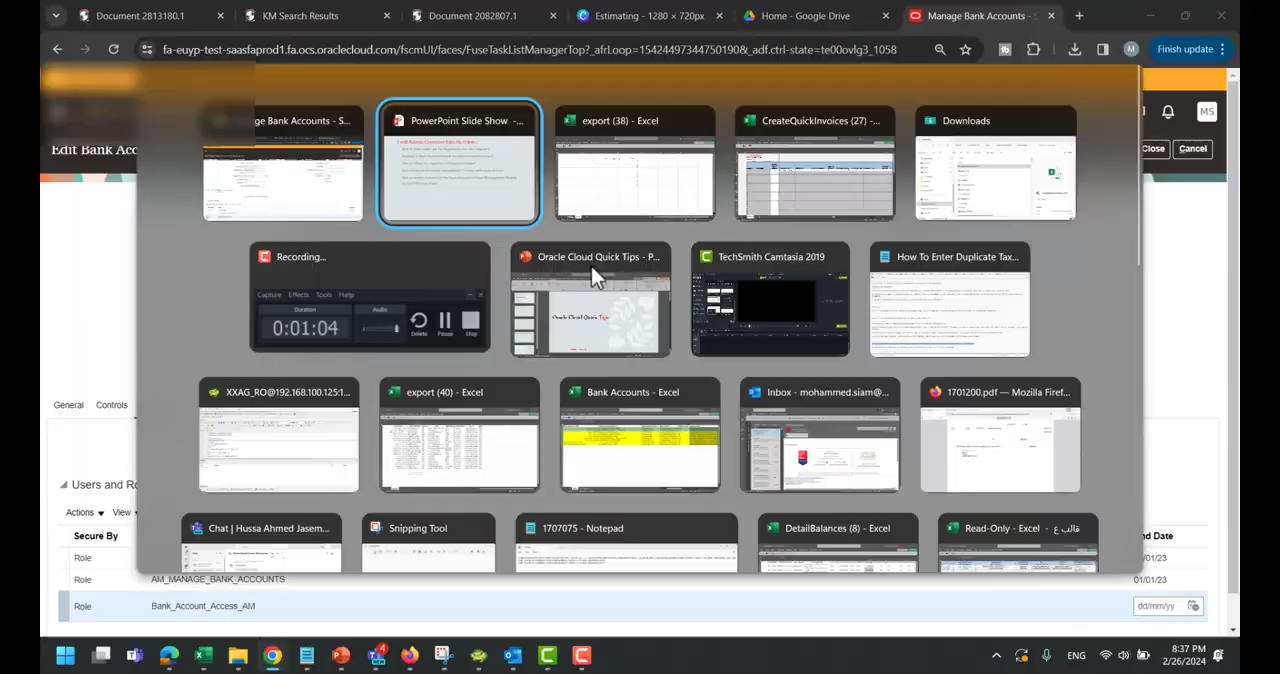 Document 2813180.1
KM Search Results
Document 2082807.1
Estimating - 1280 × 720px
Home - Google Drive
Manage Bank Accounts - S
fa-euyp-test-saasfaprod1.fa.ocs.oraclecloud.com/fscmUI/faces/FuseTaskListManagerTop?_afrLoop=154244973447501908&_adf.ctrl-state=te00ovlg3_1058
M
Finish update
MS
Edit Bank Acc
Close
Cancel
age Bank Accounts - S...
PowerPoint Slide Show -...
export (38) - Excel
CreateQuickInvoices (27) -...
Downloads
Recording...
Capture Effects Tools Help
Duration
Audio
0:01:04
Delete
Pause
Stop
Oracle Cloud Quick Tips - P...
Oracle Cloud Quick Tips
TechSmith Camtasia 2019
How To Enter Duplicate Tax...
XXAG_RO@192.168.100.125:1...
export (40) - Excel
Bank Accounts - Excel
Inbox - mohammed.siam@...
1701200.pdf — Mozilla Firef...
General
Controls
Chat | Hussa Ahmed Jasem...
Snipping Tool
1707075 - Notepad
DetailBalances (8) - Excel
Read-Only - Excel - قالب ع
Users and Ro
Actions
View
Secure By
nd Date
Role
01/01/23
Role
AM_MANAGE_BANK_ACCOUNTS
01/01/23
Role
Bank_Account_Access_AM
dd/mm/yy
4
ENG
8:37 PM
2/26/2024